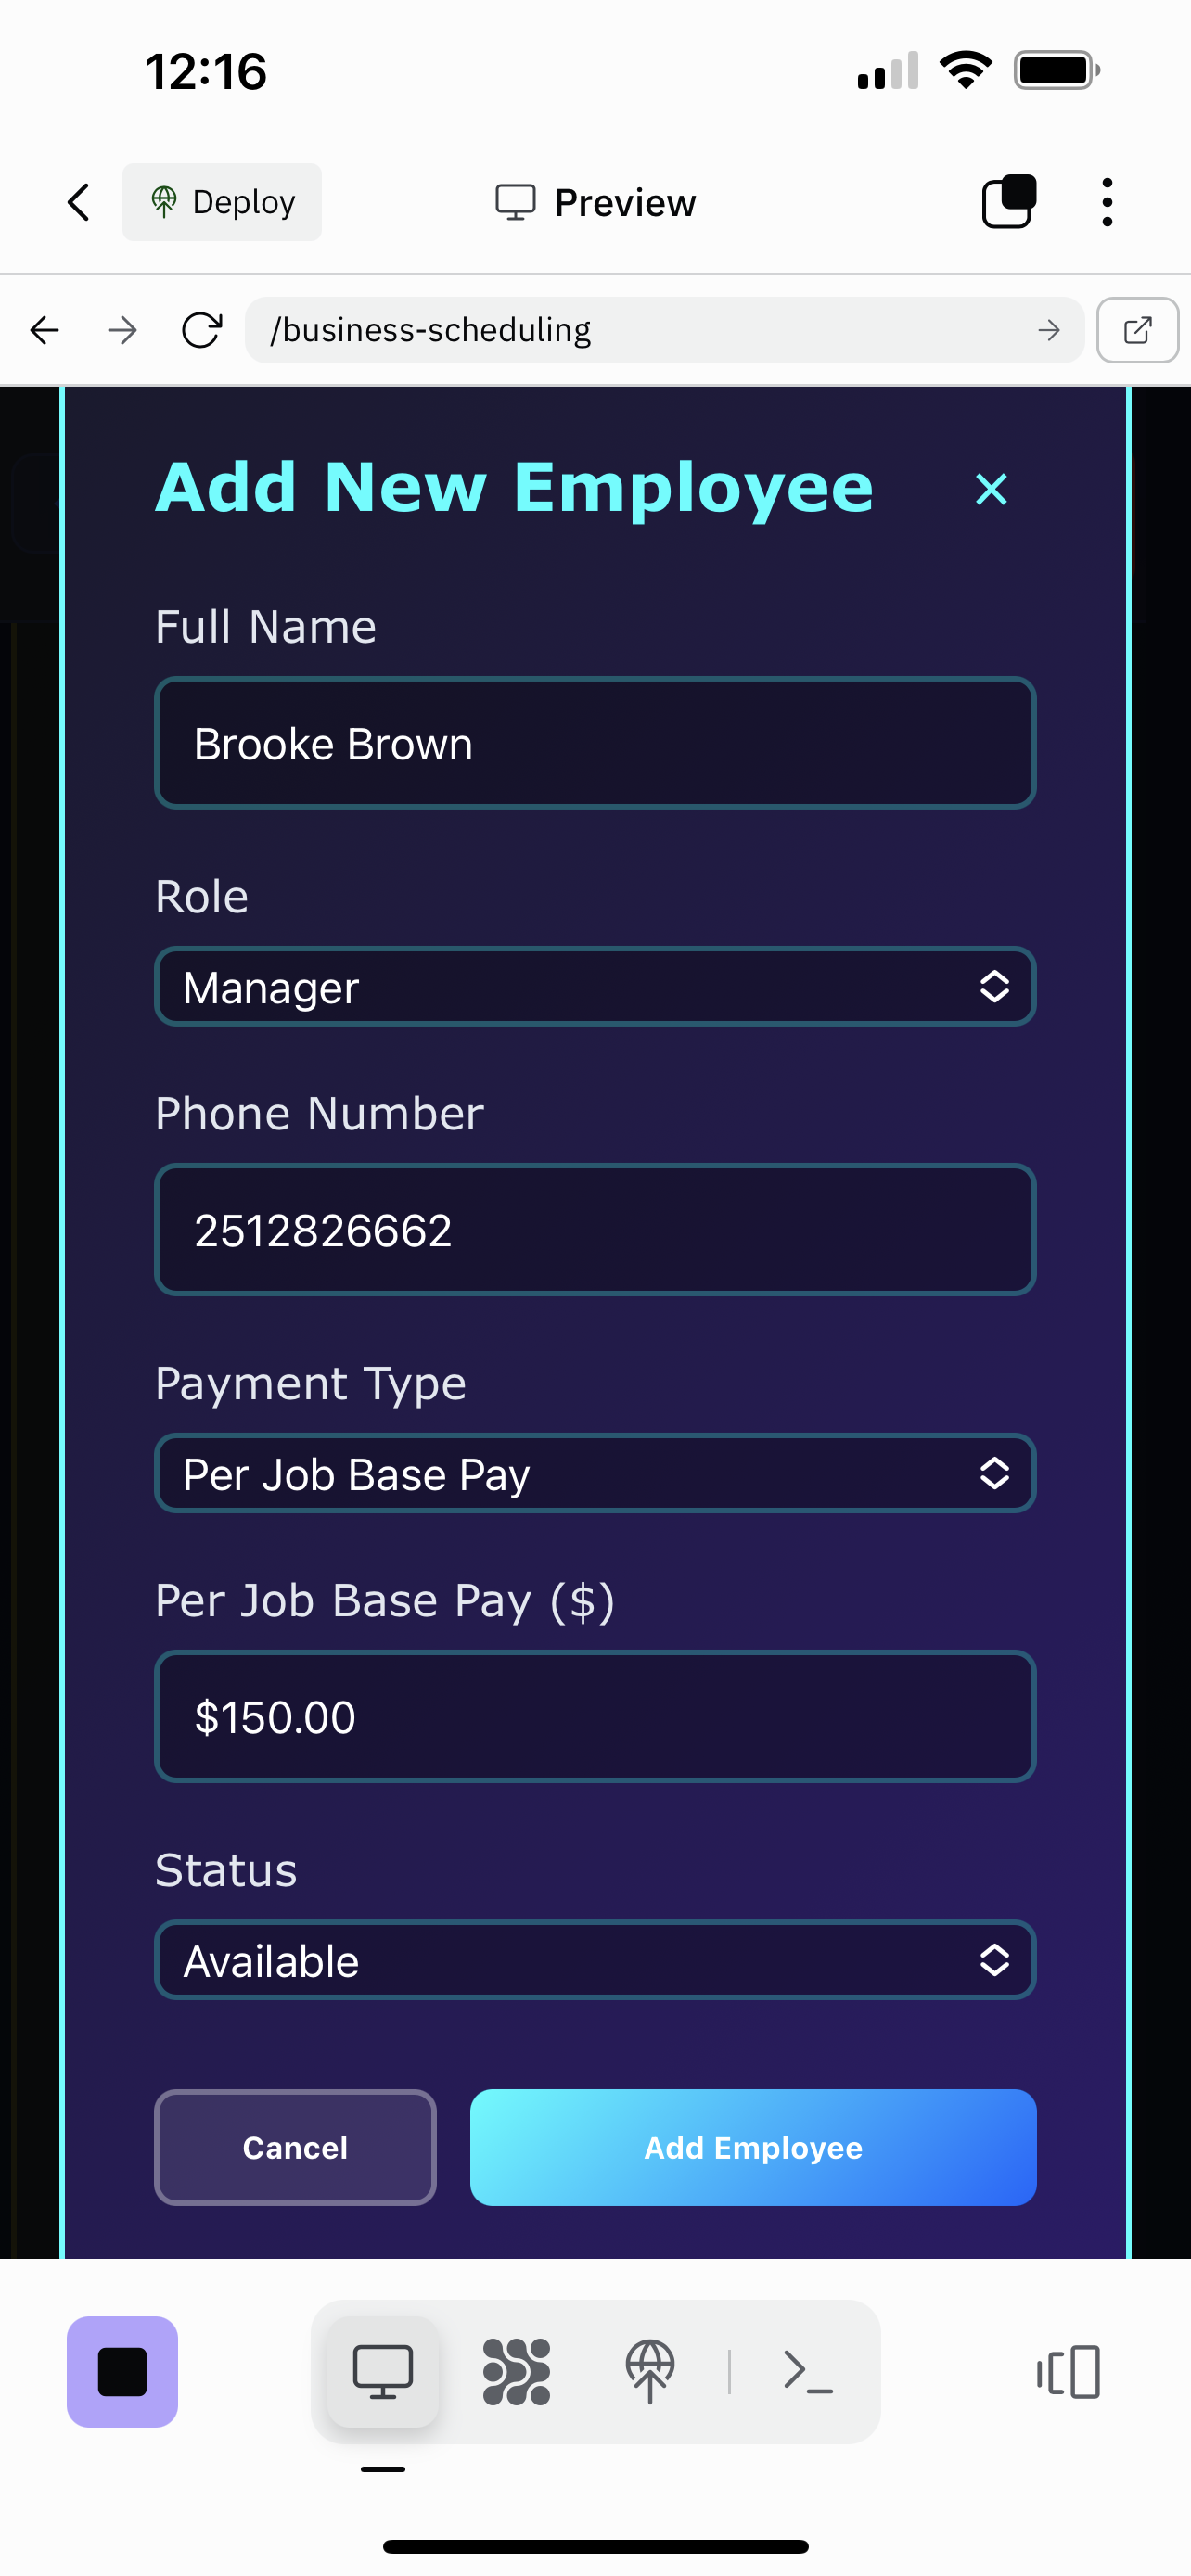 12:16
Deploy
Preview
/business-scheduling
Add New Employee
Full Name
Brooke Brown
Role
Manager
Phone Number
2512826662
Payment Type
Per Job Base Pay
Per Job Base Pay ($)
$150.00
Status
Available
Cancel
Add Employee